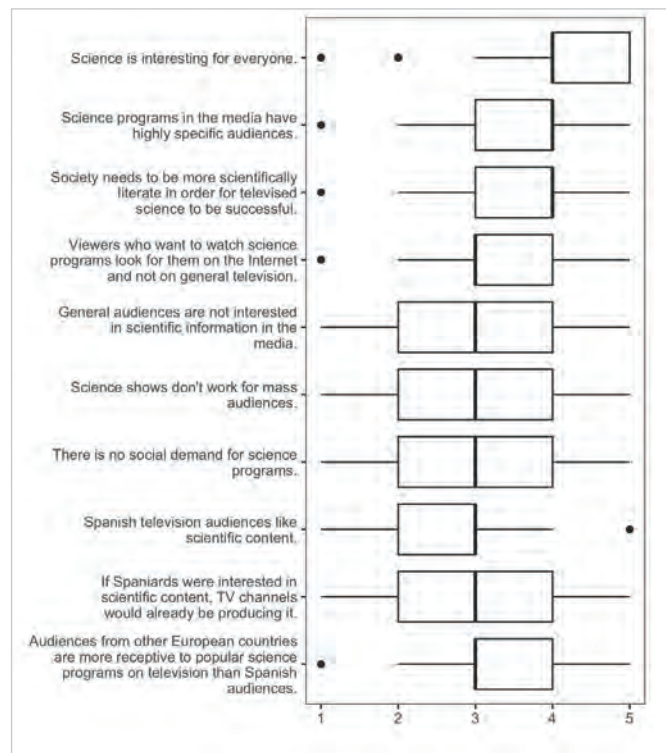 Science is interesting for everyone.
Science programs in the media have
highly specific audiences.
Society needs to be more scientifically
literate in order for televised
science to be successful.
Viewers who want to watch science
programs look for them on the Internet
and not on general television.
General audiences are not interested
in scientific information in the
media.
Science shows don't work for mass
audiences.
There is no social demand for science
programs.
Spanish television audiences like
scientific content.
If Spaniards were interested in
scientific content, TV channels
would already be producing it.
Audiences from other European countries
are more receptive to popular science
programs on television than Spanish
audiences.
1 2 3 4 5